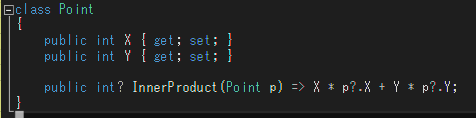 class Point
{
    public int X { get; set; }
    public int Y { get; set; }

    public int? InnerProduct(Point p) => X * p?.X + Y * p?.Y;
}